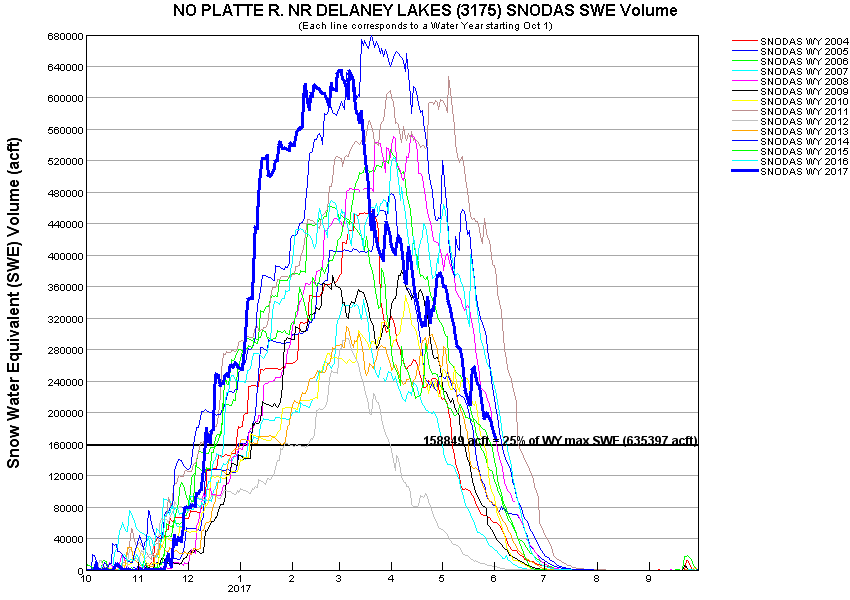 NO PLATTE R. NR DELANEY LAKES (3175) SNODAS SWE Volume
(Each line corresponds to a Water Year starting Oct 1)
Snow Water Equivalent (SWE) Volume (acft)
680000
640000
600000
560000
520000
480000
440000
400000
360000
320000
280000
240000
200000
160000
120000
80000
40000
0
158849 acft = 25% of WY max SWE (635397 acft)
10 11 12 1 2 3 4 5 6 7 8 9
2017
SNODAS WY 2004
SNODAS WY 2005
SNODAS WY 2006
SNODAS WY 2007
SNODAS WY 2008
SNODAS WY 2009
SNODAS WY 2010
SNODAS WY 2011
SNODAS WY 2012
SNODAS WY 2013
SNODAS WY 2014
SNODAS WY 2015
SNODAS WY 2016
SNODAS WY 2017